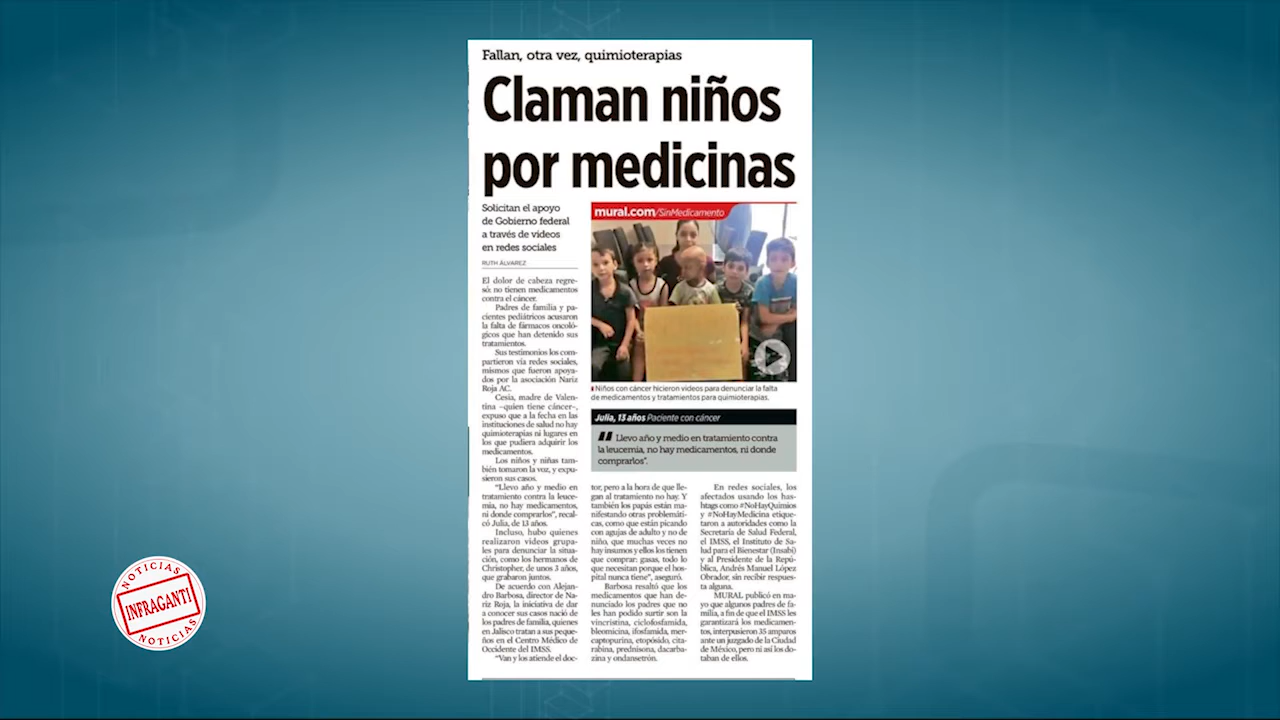 Fallan, otra vez, quimioterapias
Claman niños
por medicinas
Solicitan el apoyo
de Gobierno federal
a través de videos
en redes sociales
RUTH ÁLVAREZ
El dolor de cabeza regre-
só: no tienen medicamentos
contra el cáncer.
Padres de familia y pa-
cientes pediátricos acusaron
la falta de fármacos oncoló-
gicos que han detenido sus
tratamientos.
Sus testimonios los com-
partieron vía redes sociales,
mismos que fueron apoya-
dos por la asociación Nariz
Roja AC.
Cesia, madre de Valen-
tina –quien tiene cáncer–,
expuso que a la fecha en las
instituciones de salud no hay
quimioterapias ni lugares en
los que pudiera adquirir los
medicamentos.
Los niños y niñas tam-
bién tomaron la voz, y expu-
sieron sus casos.
"Llevo año y medio en
tratamiento contra la leuce-
mia, no hay medicamentos,
ni donde comprarlos", recal-
có Julia, de 13 años.
Incluso, hubo quienes
realizaron videos grupa-
les para denunciar la situa-
ción, como los hermanos de
Christopher, de unos 3 años,
que grabaron juntos.
De acuerdo con Alejan-
dro Barbosa, director de Na-
riz Roja, la iniciativa de dar
a conocer sus casos nació de
los padres de familia, quienes
en Jalisco tratan a sus peque-
ños en el Centro Médico de
Occidente del IMSS.
"Van y los atiende el doc-
mural.com/SinMedicamento
Niños con cáncer hicieron videos para denunciar la falta
de medicamentos y tratamientos para quimioterapias.
Julia, 13 años Paciente con cáncer
" Llevo año y medio en tratamiento contra
la leucemia, no hay medicamentos, ni donde
comprarlos".
tor, pero a la hora de que lle-
gan al tratamiento no hay. Y
también los papás están ma-
nifestando otras problemáti-
cas, como que están picando
con agujas de adulto y no de
niño, que muchas veces no
hay insumos y ellos los tienen
que comprar: gasas, todo lo
que necesitan porque el hos-
pital nunca tiene", aseguró.
Barbosa resaltó que los
medicamentos que han de-
nunciado los padres que no
les han podido surtir son la
vincristina, ciclofosfamida,
bleomicina, ifosfamida, mer-
captopurina, etopósido, cita-
rabina, prednisona, dacarba-
zina y ondansetrón.
En redes sociales, los
afectados usando los has-
htags como #NoHayQuimios
y #NoHayMedicina etique-
taron a autoridades como la
Secretaría de Salud Federal,
el IMSS, el Instituto de Sa-
lud para el Bienestar (Insabi)
y al Presidente de la Repú-
blica, Andrés Manuel López
Obrador, sin recibir respues-
ta alguna.
MURAL publicó en ma-
yo que algunos padres de fa-
milia, a fin de que el IMSS les
garantizará los medicamen-
tos, interpusieron 35 amparos
ante un juzgado de la Ciudad
de México, pero ni así los do-
taban de ellos.
NOTICIAS
INFRAGANTI
NOTICIAS